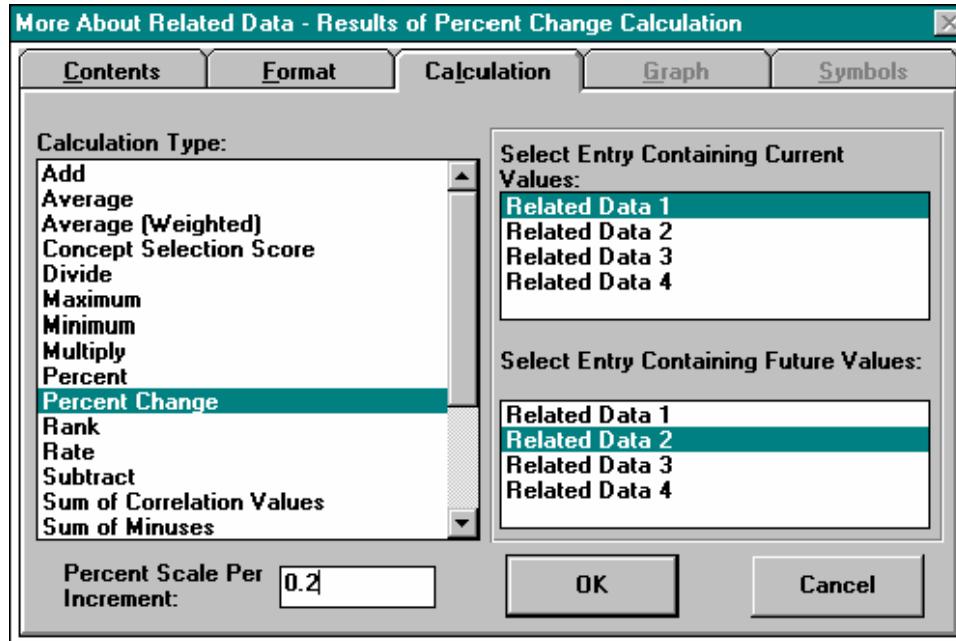 More About Related Data - Results of Percent Change Calculation
Contents
Format
Calculation
Graph
Symbols
Calculation Type:
Add
Average
Average (Weighted)
Concept Selection Score
Divide
Maximum
Minimum
Multiply
Percent
Percent Change
Rank
Rate
Subtract
Sum of Correlation Values
Sum of Minuses
Select Entry Containing Current
Values:
Related Data 1
Related Data 2
Related Data 3
Related Data 4
Select Entry Containing Future Values:
Related Data 1
Related Data 2
Related Data 3
Related Data 4
Percent Scale Per
Increment:
0.2
OK
Cancel